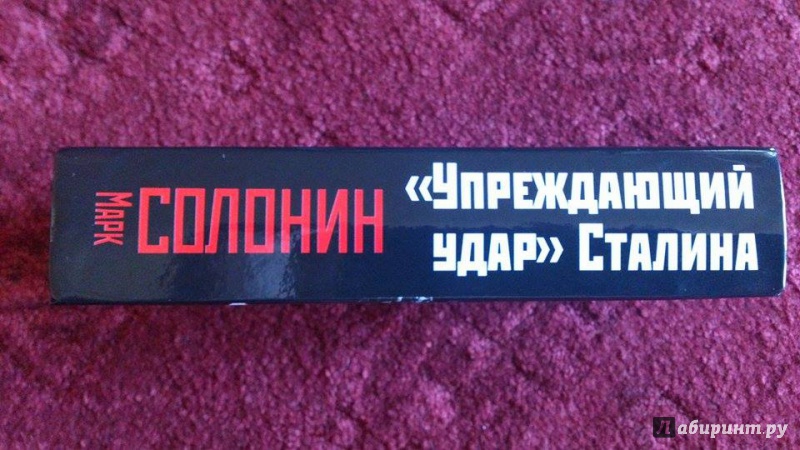 Марк
СОЛОНИН
«Упреждающий
удар» Сталина
Лабиринт.ру